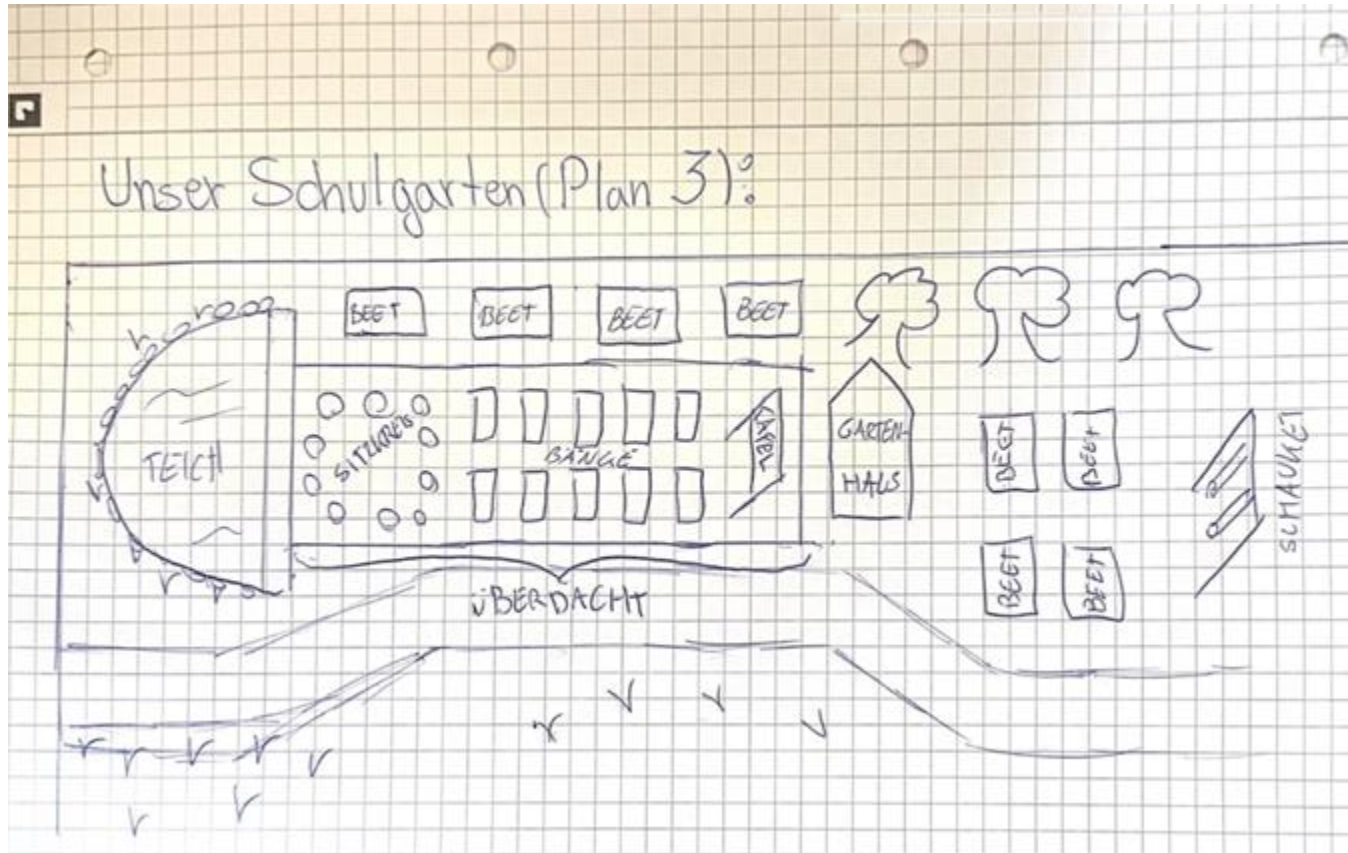 Unser Schulgarten (Plan 3):
BEET BEET BEET BEET
TEICH
SITZKREIS
BÄNGE
TAFEL
GARTEN-
HAUS
BEET BEET
BEET BEET
SCHAUKEL
ÜBERDACHT